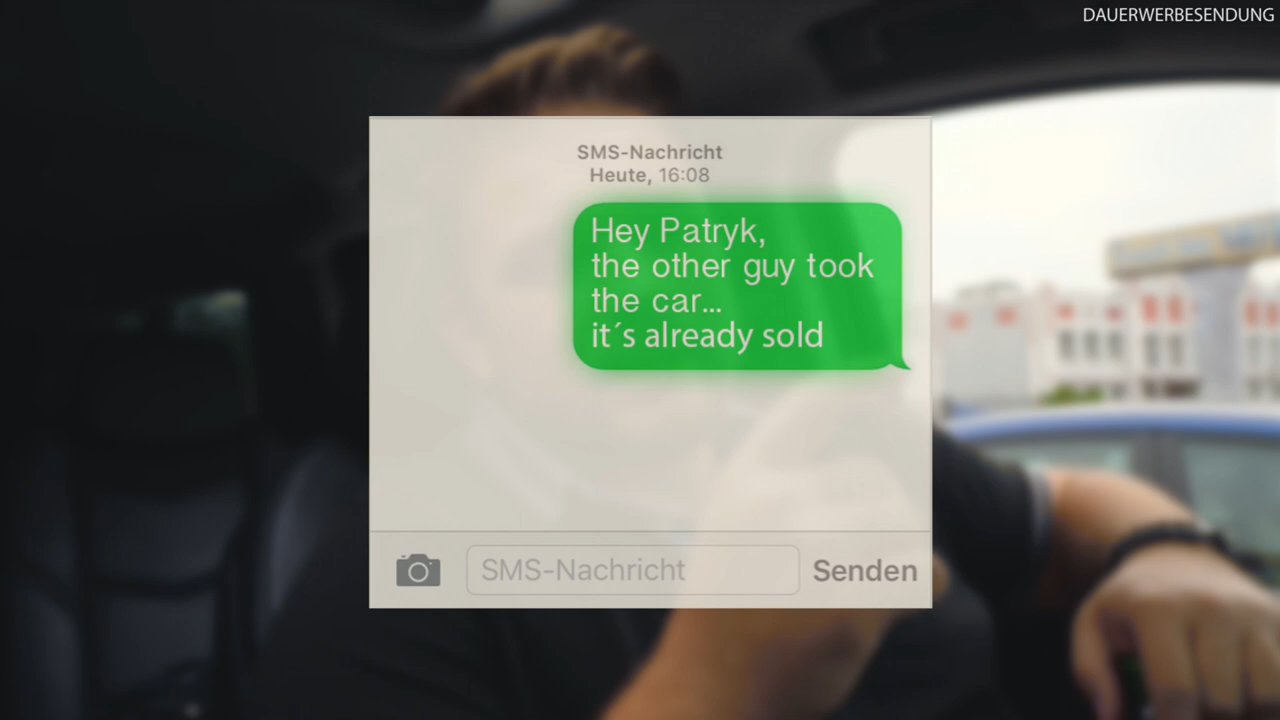 DAUERWERBESENDUNG
SMS-Nachricht
Heute, 16:08
Hey Patryk,
the other guy took
the car...
it´s already sold
SMS-Nachricht
Senden